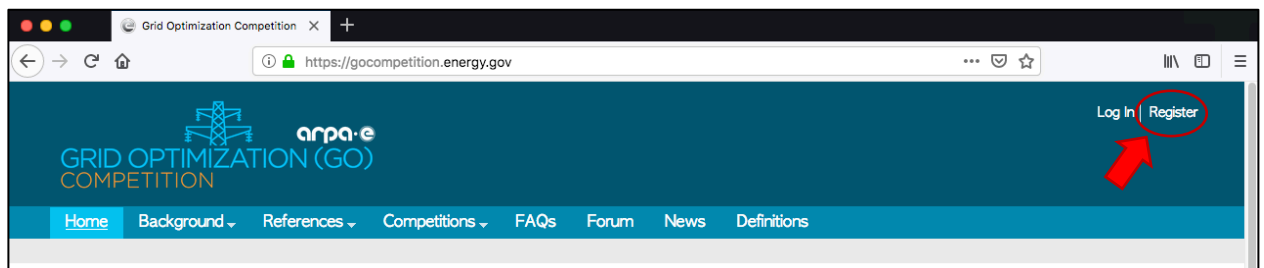 Grid Optimization Competition
https://gocompetition.energy.gov
Log In | Register
arpa·e
GRID OPTIMIZATION (GO)
COMPETITION
Home Background References Competitions FAQs Forum News Definitions